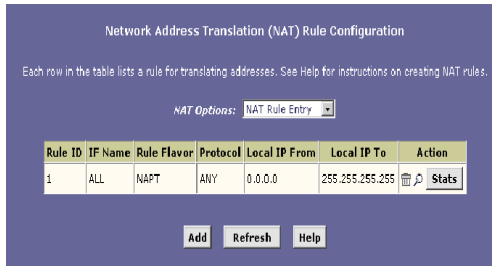 Network Address Translation (NAT) Rule Configuration
Each row in the table lists a rule for translating addresses. See Help for instructions on creating NAT rules.
NAT Options: NAT Rule Entry
Rule ID IF Name Rule Flavor Protocol Local IP From Local IP To Action
1 ALL NAPT ANY 0.0.0.0 255.255.255.255 Stats
Add Refresh Help